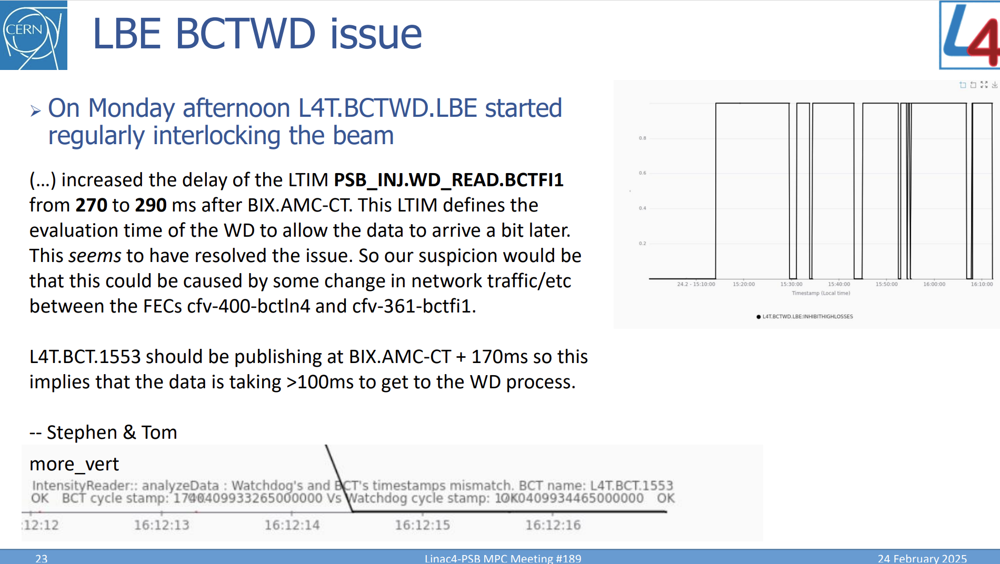 CERN
LBE BCTWD issue
L4
➢ On Monday afternoon L4T.BCTWD.LBE started
regularly interlocking the beam
(…) increased the delay of the LTIM PSB_INJ.WD_READ.BCTFI1
from 270 to 290 ms after BIX.AMC-CT. This LTIM defines the
evaluation time of the WD to allow the data to arrive a bit later.
This seems to have resolved the issue. So our suspicion would be
that this could be caused by some change in network traffic/etc
between the FECs cfv-400-bctln4 and cfv-361-bctfi1.
L4T.BCT.1553 should be publishing at BIX.AMC-CT + 170ms so this
implies that the data is taking >100ms to get to the WD process.
-- Stephen & Tom
more_vert
0.8
0.6
0.4
0.2
24.2 - 15:10:00 15:20:00 15:30:00 15:40:00 15:50:00 16:00:00 16:10:00
Timestamp (Local time)
● L4T.BCTWD.LBE:INHIBITHIGHLOSSES
IntensityReader:: analyzeData : Watchdog's and BCT's timestamps mismatch. BCT name: L4T.BCT.1553
OK BCT cycle stamp: Vs Watchdog cycle stamp: OK
:12:12 16:12:13 16:12:14 16:12:15 16:12:16
23 Linac4-PSB MPC Meeting #189 24 February 2025